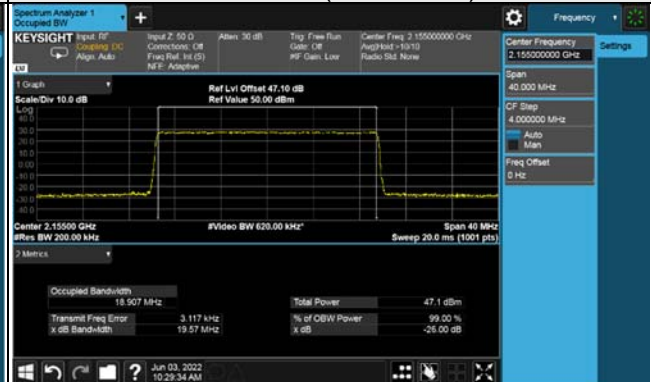 Spectrum Analyzer 1
Occupied BW
Frequency
KEYSIGHT
Input: RF
Coupling: DC
Align: Auto
Input Z: 50 Ω
Corrections: Off
Freq Ref: Int (S)
NFE: Adaptive
Atten: 30 dB
Trig: Free Run
Gate: Off
#IF Gain: Low
Center Freq: 2.155000000 GHz
Avg|Hold: >10/10
Radio Std: None
LXI
Center Frequency
2.155000000 GHz
Settings
Span
40.000 MHz
CF Step
4.000000 MHz
Auto
Man
Freq Offset
0 Hz
1 Graph
Scale/Div 10.0 dB
Ref Lvl Offset 47.10 dB
Ref Value 50.00 dBm
Log
40.0
30.0
20.0
10.0
0.00
-10.0
-20.0
-30.0
-40.0
Center 2.15500 GHz
#Res BW 200.00 kHz
#Video BW 620.00 kHz*
Span 40 MHz
Sweep 20.0 ms (1001 pts)
2 Metrics
Occupied Bandwidth
18.907 MHz
Total Power 47.1 dBm
Transmit Freq Error 3.117 kHz
% of OBW Power 99.00 %
x dB Bandwidth 19.57 MHz
x dB -26.00 dB
Jun 03, 2022
10:29:34 AM